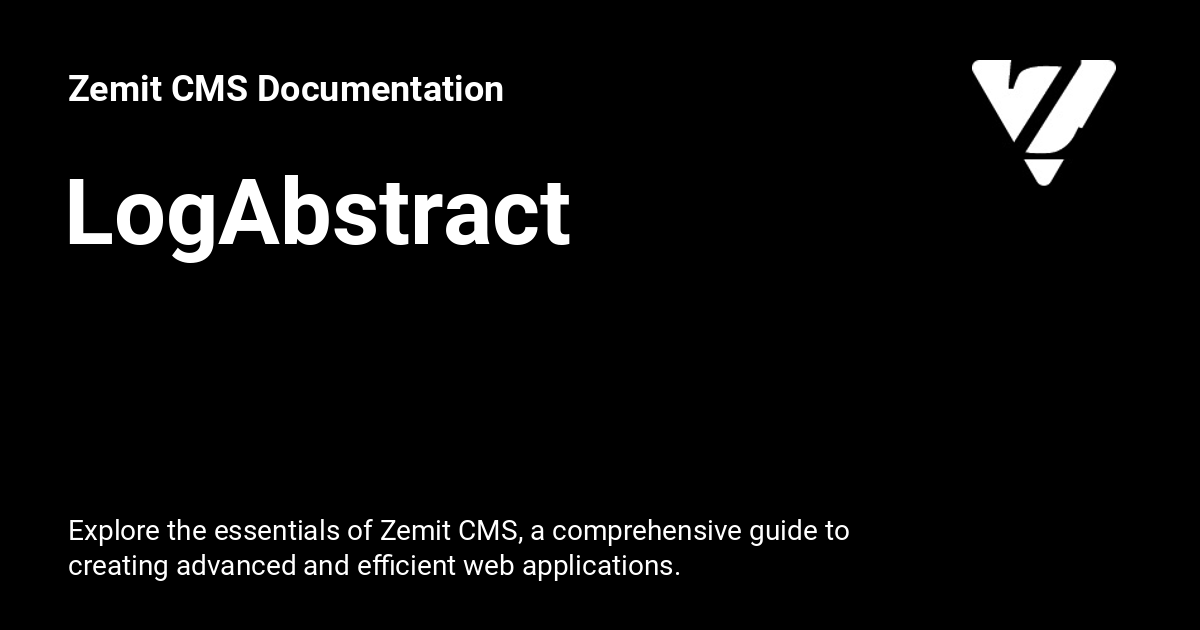 Zemit CMS Documentation
LogAbstract
Explore the essentials of Zemit CMS, a comprehensive guide to
creating advanced and efficient web applications.